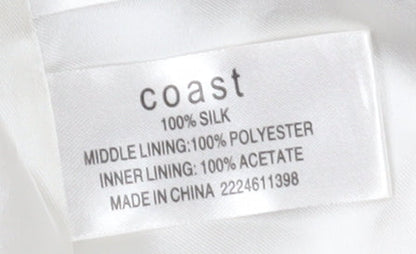 coast
100% SILK
MIDDLE LINING:100% POLYESTER
INNER LINING: 100% ACETATE
MADE IN CHINA 2224611398